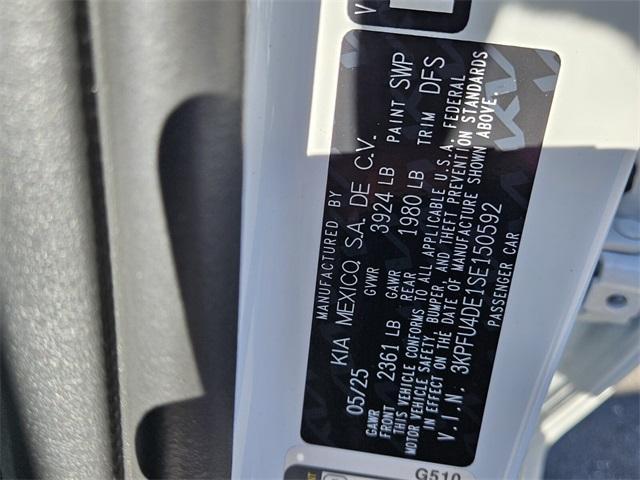 V
MANUFACTURED BY
KIA MEXICO, S.A. DE C.V.
05/25 GVWR 3924 LB PAINT SWP
GAWR FRONT 2361 LB GAWR REAR 1980 LB TRIM DFS
THIS VEHICLE CONFORMS TO ALL APPLICABLE U.S.A. FEDERAL
MOTOR VEHICLE SAFETY, BUMPER, AND THEFT PREVENTION STANDARDS
IN EFFECT ON THE DATE OF MANUFACTURE SHOWN ABOVE.
V.I.N: 3KPFU4DE1SE150592
PASSENGER CAR
G510